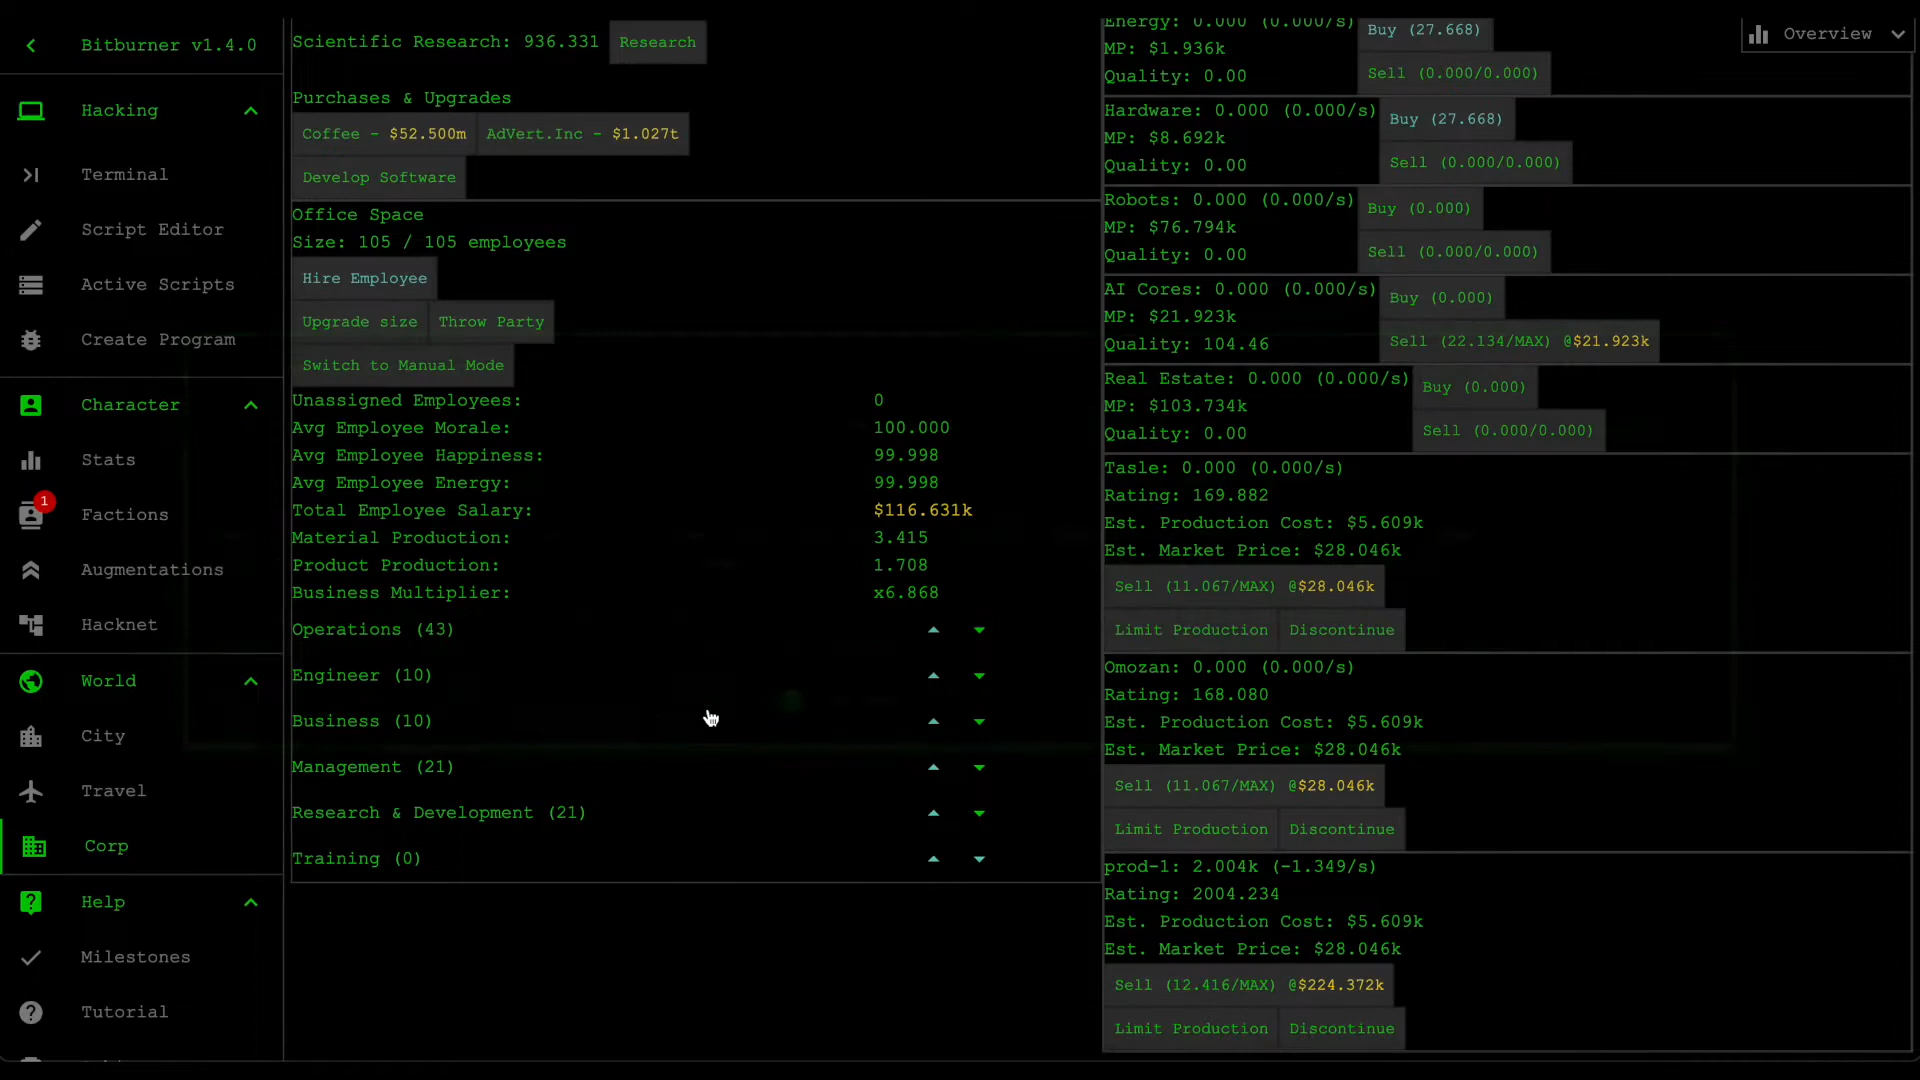 Bitburner v1.4.0
Hacking
Terminal
Script Editor
Active Scripts
Create Program
Character
Stats
1
Factions
Augmentations
Hacknet
World
City
Travel
Corp
Help
Milestones
Tutorial
Scientific Research: 936.331 Research
Purchases & Upgrades
Coffee - $52.500m AdVert.Inc - $1.027t
Develop Software
Office Space
Size: 105 / 105 employees
Hire Employee
Upgrade size Throw Party
Switch to Manual Mode
Unassigned Employees: 0
Avg Employee Morale: 100.000
Avg Employee Happiness: 99.998
Avg Employee Energy: 99.998
Total Employee Salary: $116.631k
Material Production: 3.415
Product Production: 1.708
Business Multiplier: x6.868
Operations (43)
Engineer (10)
Business (10)
Management (21)
Research & Development (21)
Training (0)
Energy: 0.000 (0.000/s) Buy (27.668)
MP: $1.936k
Quality: 0.00 Sell (0.000/0.000)
Hardware: 0.000 (0.000/s) Buy (27.668)
MP: $8.692k
Quality: 0.00 Sell (0.000/0.000)
Robots: 0.000 (0.000/s) Buy (0.000)
MP: $76.794k
Quality: 0.00 Sell (0.000/0.000)
AI Cores: 0.000 (0.000/s) Buy (0.000)
MP: $21.923k
Quality: 104.46 Sell (22.134/MAX) @$21.923k
Real Estate: 0.000 (0.000/s) Buy (0.000)
MP: $103.734k
Quality: 0.00 Sell (0.000/0.000)
Tasle: 0.000 (0.000/s)
Rating: 169.882
Est. Production Cost: $5.609k
Est. Market Price: $28.046k
Sell (11.067/MAX) @$28.046k
Limit Production Discontinue
Omozan: 0.000 (0.000/s)
Rating: 168.080
Est. Production Cost: $5.609k
Est. Market Price: $28.046k
Sell (11.067/MAX) @$28.046k
Limit Production Discontinue
prod-1: 2.004k (-1.349/s)
Rating: 2004.234
Est. Production Cost: $5.609k
Est. Market Price: $28.046k
Sell (12.416/MAX) @$224.372k
Limit Production Discontinue
Overview